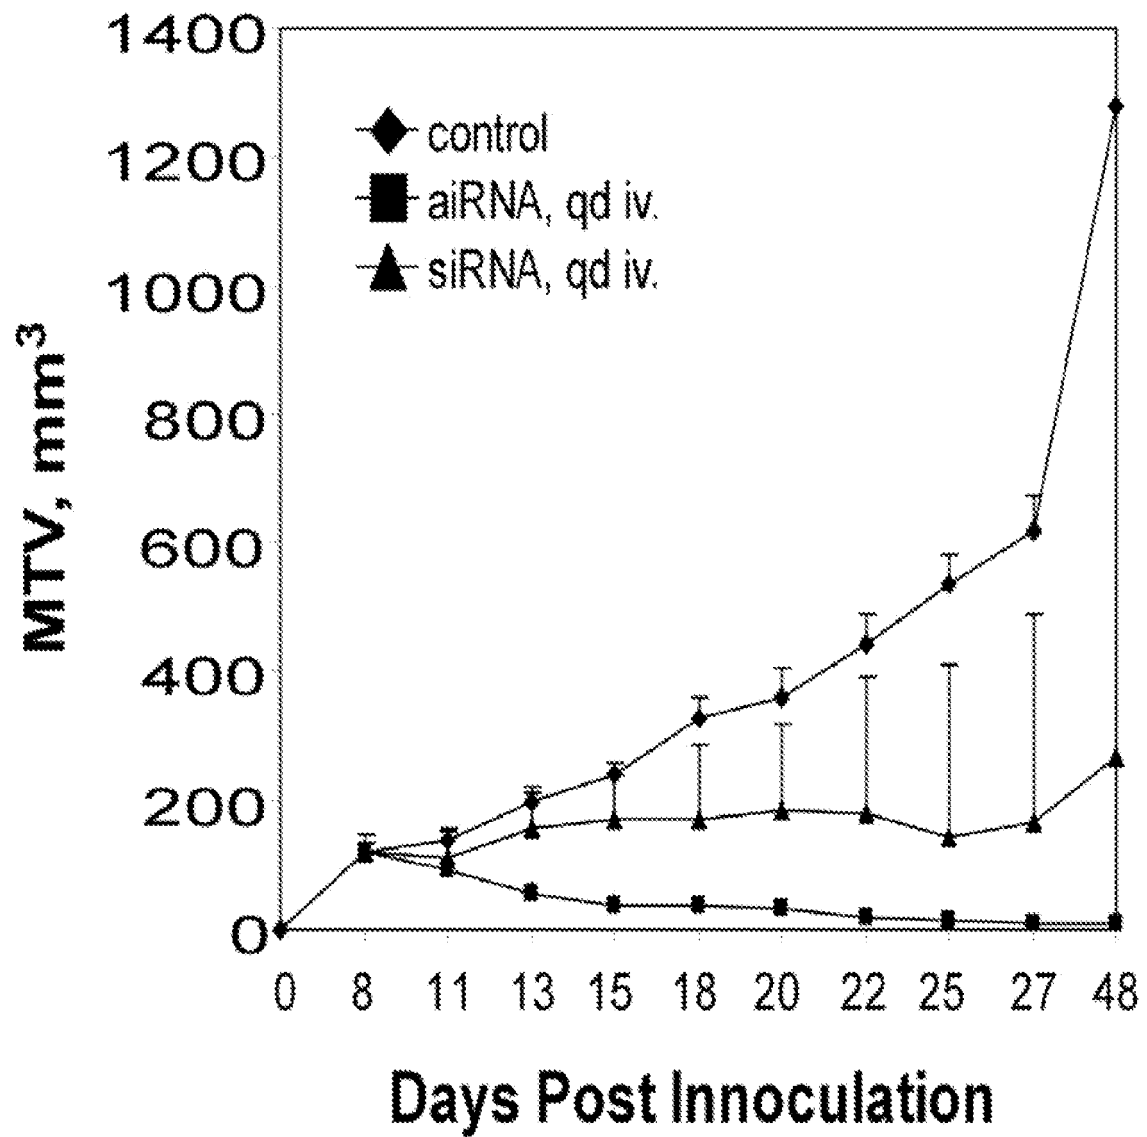 1400
1200
1000
800
600
400
200
0
MTV, mm³
control
aiRNA, qd iv.
siRNA, qd iv.
0 8 11 13 15 18 20 22 25 27 48
Days Post Innoculation